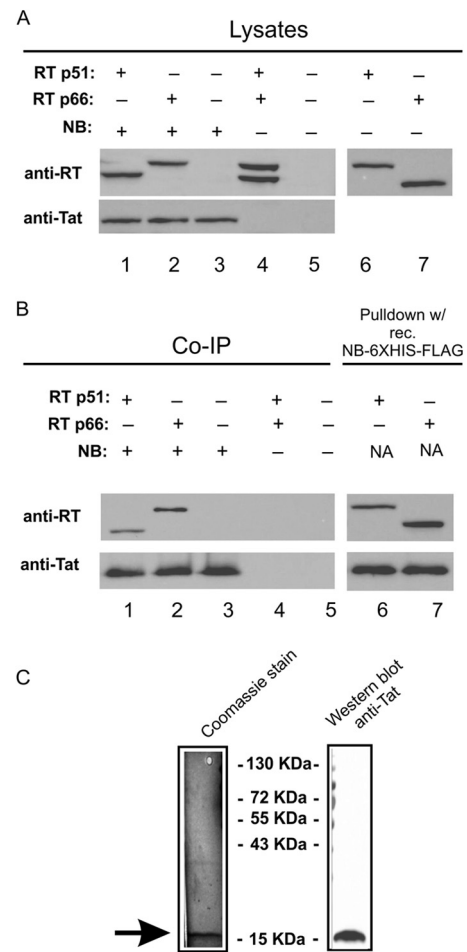 A
Lysates
RT p51: + – – + – + –
RT p66: – + – + – – +
NB: + + + – – – –
anti-RT
anti-Tat
1 2 3 4 5 6 7
B
Pulldown w/
rec.
NB-6XHIS-FLAG
Co-IP
RT p51: + – – + – + –
RT p66: – + – + – – +
NB: + + + – – NA NA
anti-RT
anti-Tat
1 2 3 4 5 6 7
C
Coomassie stain
Western blot
anti-Tat
- 130 KDa -
- 72 KDa -
- 55 KDa -
- 43 KDa -
- 15 KDa -